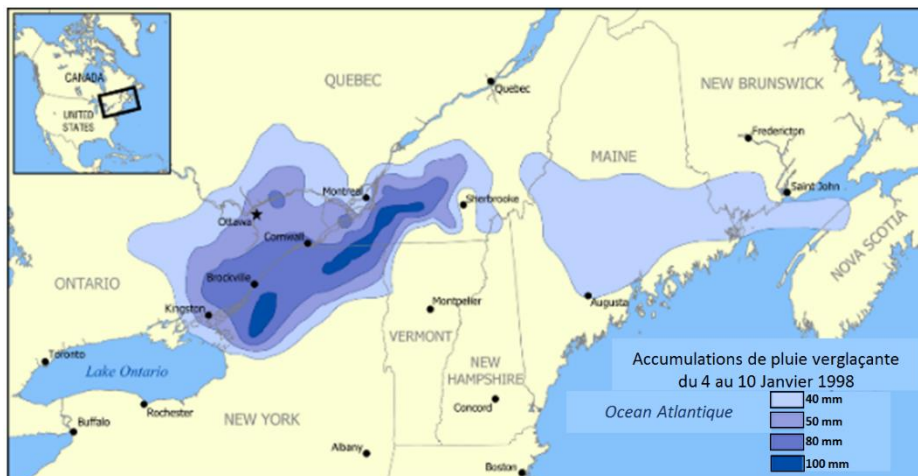 CANADA
UNITED
STATES
QUEBEC
Quebec
NEW BRUNSWICK
Fredericton
MAINE
Saint John
Montreal
Sherbrooke
Ottawa
Cornwall
NOVA SCOTIA
ONTARIO
Brockville
Kingston
Augusta
Montpelier
VERMONT
Toronto
Lake Ontario
NEW
HAMPSHIRE
Rochester
NEW YORK
Concord
Buffalo
Albany
Boston
Accumulations de pluie verglaçante
du 4 au 10 Janvier 1998
Ocean Atlantique
40 mm
50 mm
80 mm
100 mm